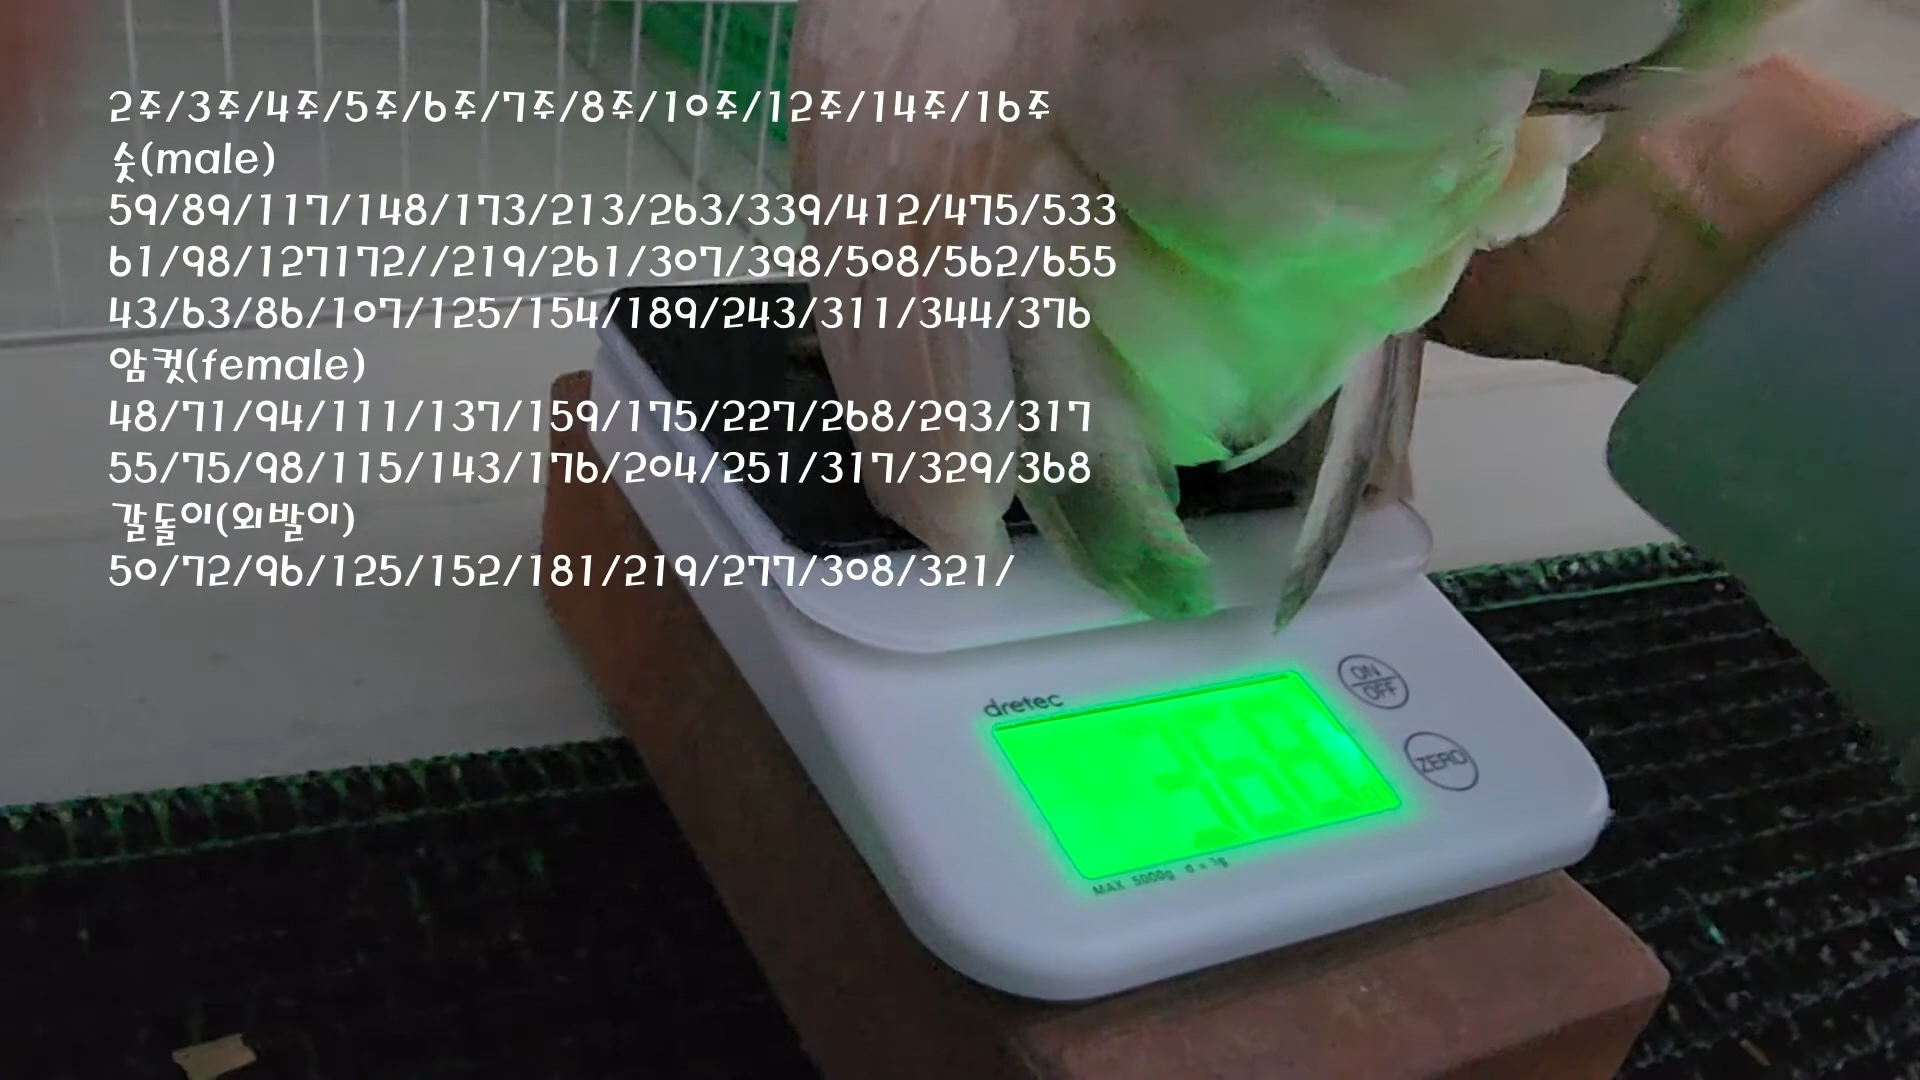 2주/3주/4주/5주/6주/7주/8주/10주/12주/14주/16주
숫(male)
59/89/117/148/173/213/263/339/412/475/533
61/98/127172//219/261/307/398/508/562/655
43/63/86/107/125/154/189/243/311/344/376
암컷(female)
48/71/94/111/137/159/175/227/268/293/317
55/75/98/115/143/176/204/251/317/329/368
갈돌이(외발이)
50/72/96/125/152/181/219/277/308/321/
dretec
ON
OFF
368g
ZERO
MAX 5000g d = 1g